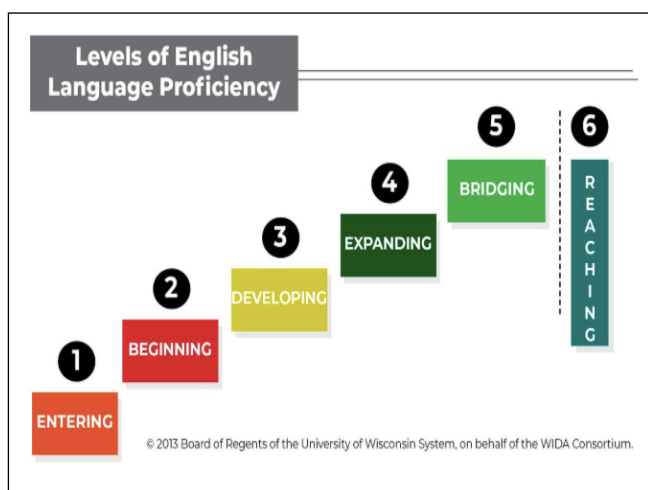 Levels of English
Language Proficiency
1
ENTERING
2
BEGINNING
3
DEVELOPING
4
EXPANDING
5
BRIDGING
6
REACHING
© 2013 Board of Regents of the University of Wisconsin System, on behalf of the WIDA Consortium.